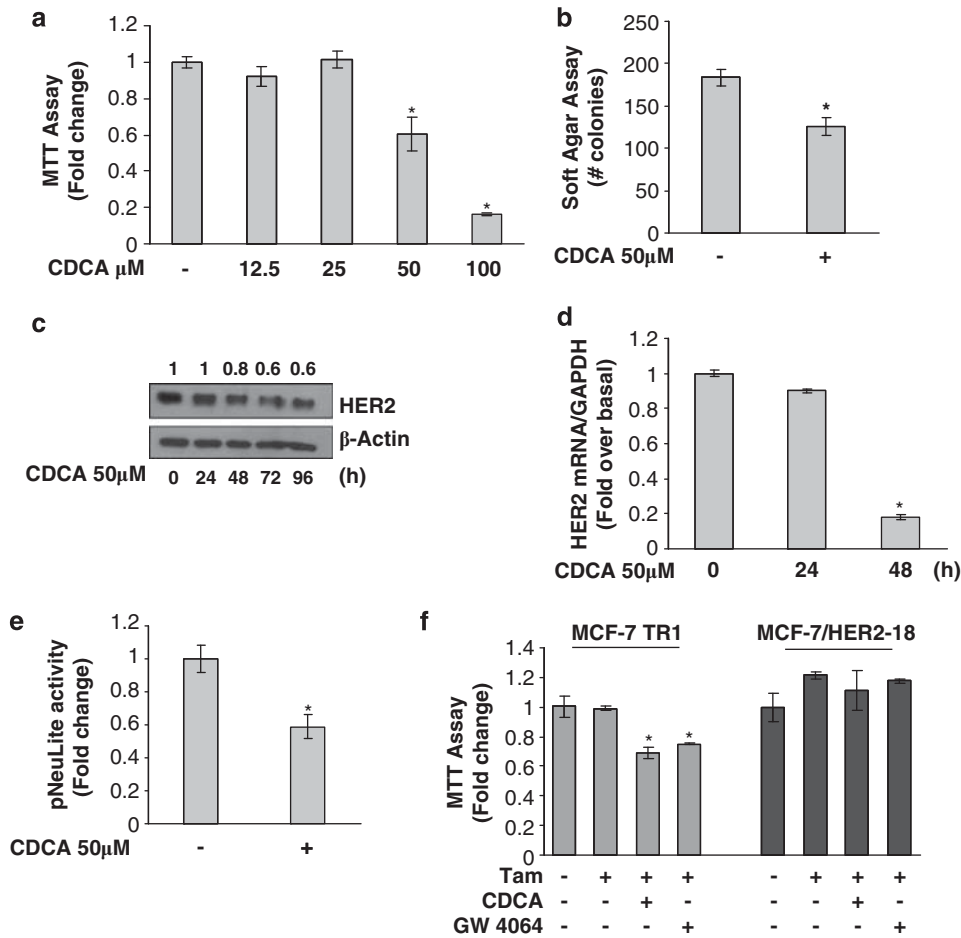 a
1.2
1
0.8
0.6
0.4
0.2
0
MTT Assay
(Fold change)
*
*
CDCA μM - 12.5 25 50 100
b
250
200
150
100
50
0
Soft Agar Assay
(# colonies)
*
CDCA 50μM - +
c
1 1 0.8 0.6 0.6
HER2
β-Actin
CDCA 50μM 0 24 48 72 96 (h)
d
1.2
1
0.8
0.6
0.4
0.2
0
HER2 mRNA/GAPDH
(Fold over basal)
*
CDCA 50μM 0 24 48 (h)
e
1.2
1
0.8
0.6
0.4
0.2
0
pNeuLite activity
(Fold change)
*
CDCA 50μM - +
f
MCF-7 TR1 MCF-7/HER2-18
1.4
1.2
1
0.8
0.6
0.4
0.2
0
MTT Assay
(Fold change)
* *
Tam - + + + - + + +
CDCA - - + - - - + -
GW 4064 - - - + - - - +